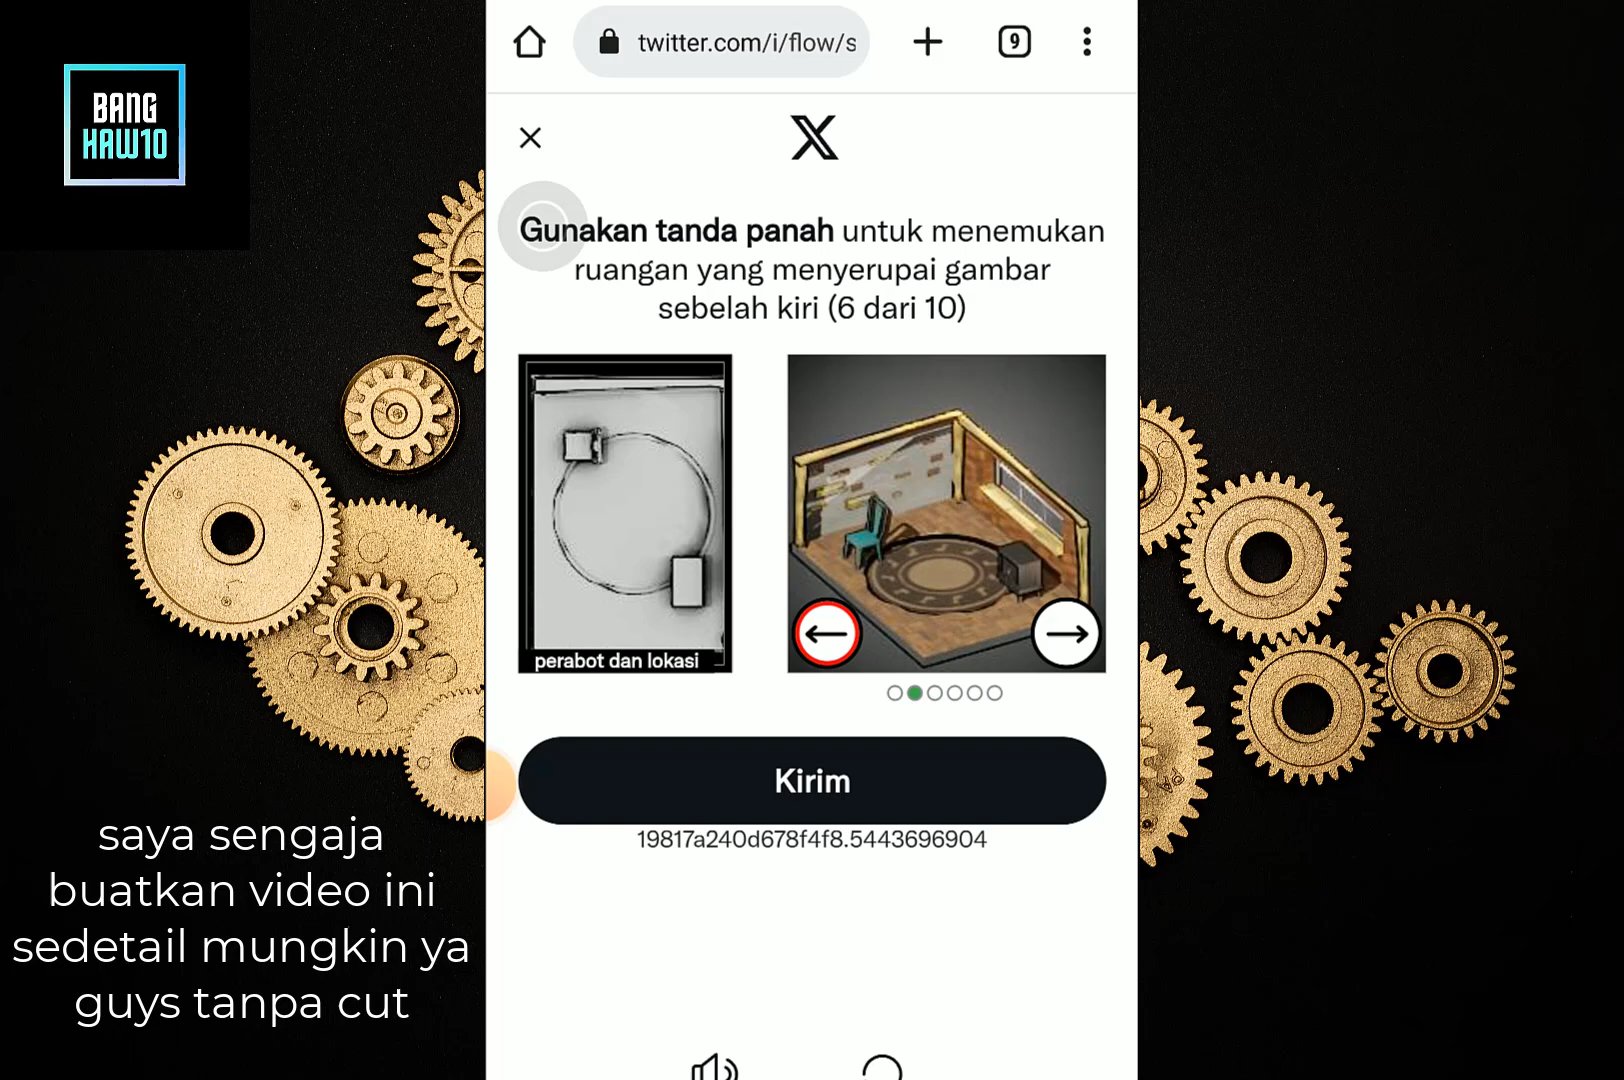 BANG
HAW10
twitter.com/i/flow/s
9
X
Gunakan tanda panah untuk menemukan
ruangan yang menyerupai gambar
sebelah kiri (6 dari 10)
perabot dan lokasi
Kirim
19817a240d678f4f8.5443696904
saya sengaja
buatkan video ini
sedetail mungkin ya
guys tanpa cut